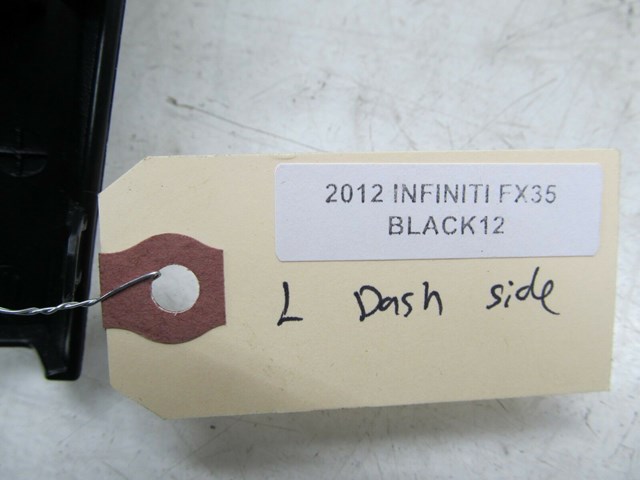 2012 INFINITI FX35
BLACK12
L Dash side